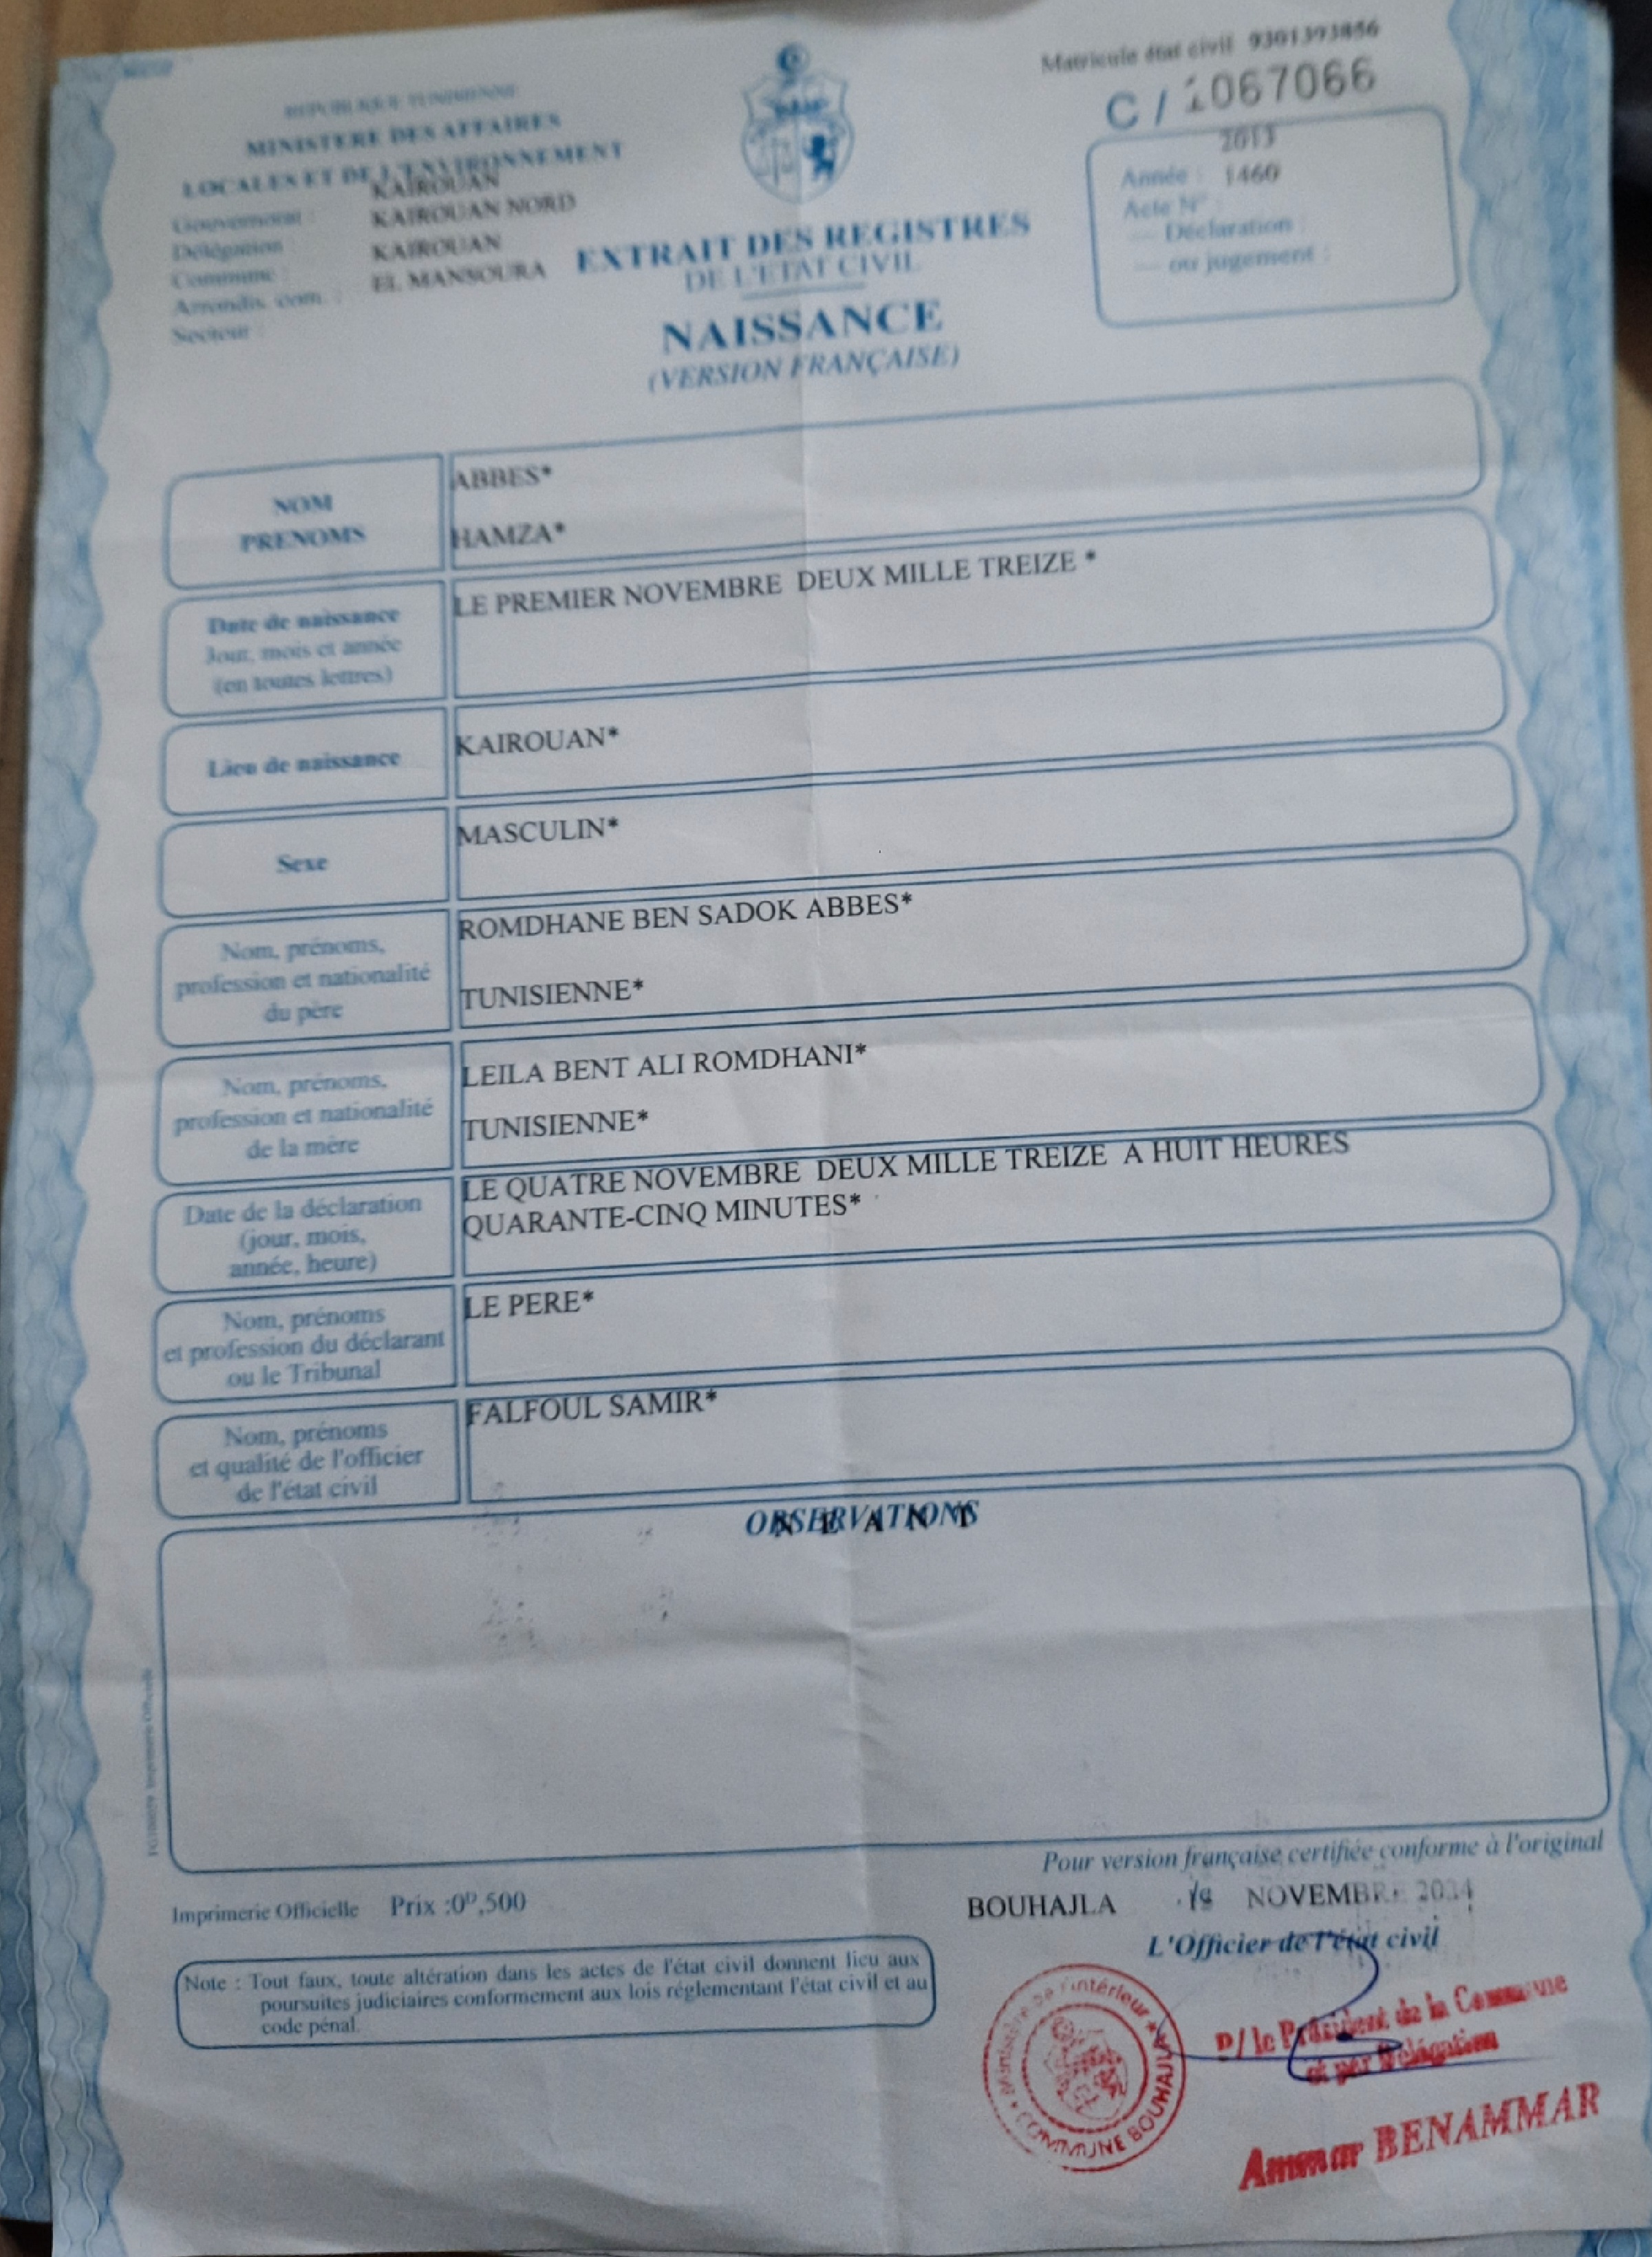 REPUBLIQUE TUNISIENNE
MINISTERE DES AFFAIRES
LOCALES ET DE L'ENVIRONNEMENT
Gouvernorat : KAIROUAN
Délégation : KAIROUAN NORD
Commune : KAIROUAN
Arrondis. com. : EL MANSOURA
Secteur :
EXTRAIT DES REGISTRES
DE L'ETAT CIVIL
NAISSANCE
(VERSION FRANÇAISE)
Matricule état civil 9301393856
C / 1067066
2013
Année : 1460
Acte N° :
— Déclaration :
— ou jugement :
NOM
PRENOMS
ABBES*
HAMZA*
Date de naissance
Jour, mois et année
(en toutes lettres)
LE PREMIER NOVEMBRE DEUX MILLE TREIZE *
Lieu de naissance
KAIROUAN*
Sexe
MASCULIN*
Nom, prénoms,
profession et nationalité
du père
ROMDHANE BEN SADOK ABBES*
TUNISIENNE*
Nom, prénoms,
profession et nationalité
de la mère
LEILA BENT ALI ROMDHANI*
TUNISIENNE*
Date de la déclaration
(jour, mois,
année, heure)
LE QUATRE NOVEMBRE DEUX MILLE TREIZE A HUIT HEURES
QUARANTE-CINQ MINUTES*
Nom, prénoms
et profession du déclarant
ou le Tribunal
LE PERE*
Nom, prénoms
et qualité de l'officier
de l'état civil
FALFOUL SAMIR*
OBSERVATIONS
N E A N T
Pour version française certifiée conforme à l'original
Imprimerie Officielle Prix :0ᴰ,500
BOUHAJLA NOVEMBRE
L'Officier de l'état civil
Note : Tout faux, toute altération dans les actes de l'état civil donnent lieu aux
poursuites judiciaires conformement aux lois réglementant l'état civil et au
code pénal.
Ministère de l'intérieur * COMMUNE BOUHAJLA
P/ le Président de la Commune
et par Délégation
Ammar BENAMMAR